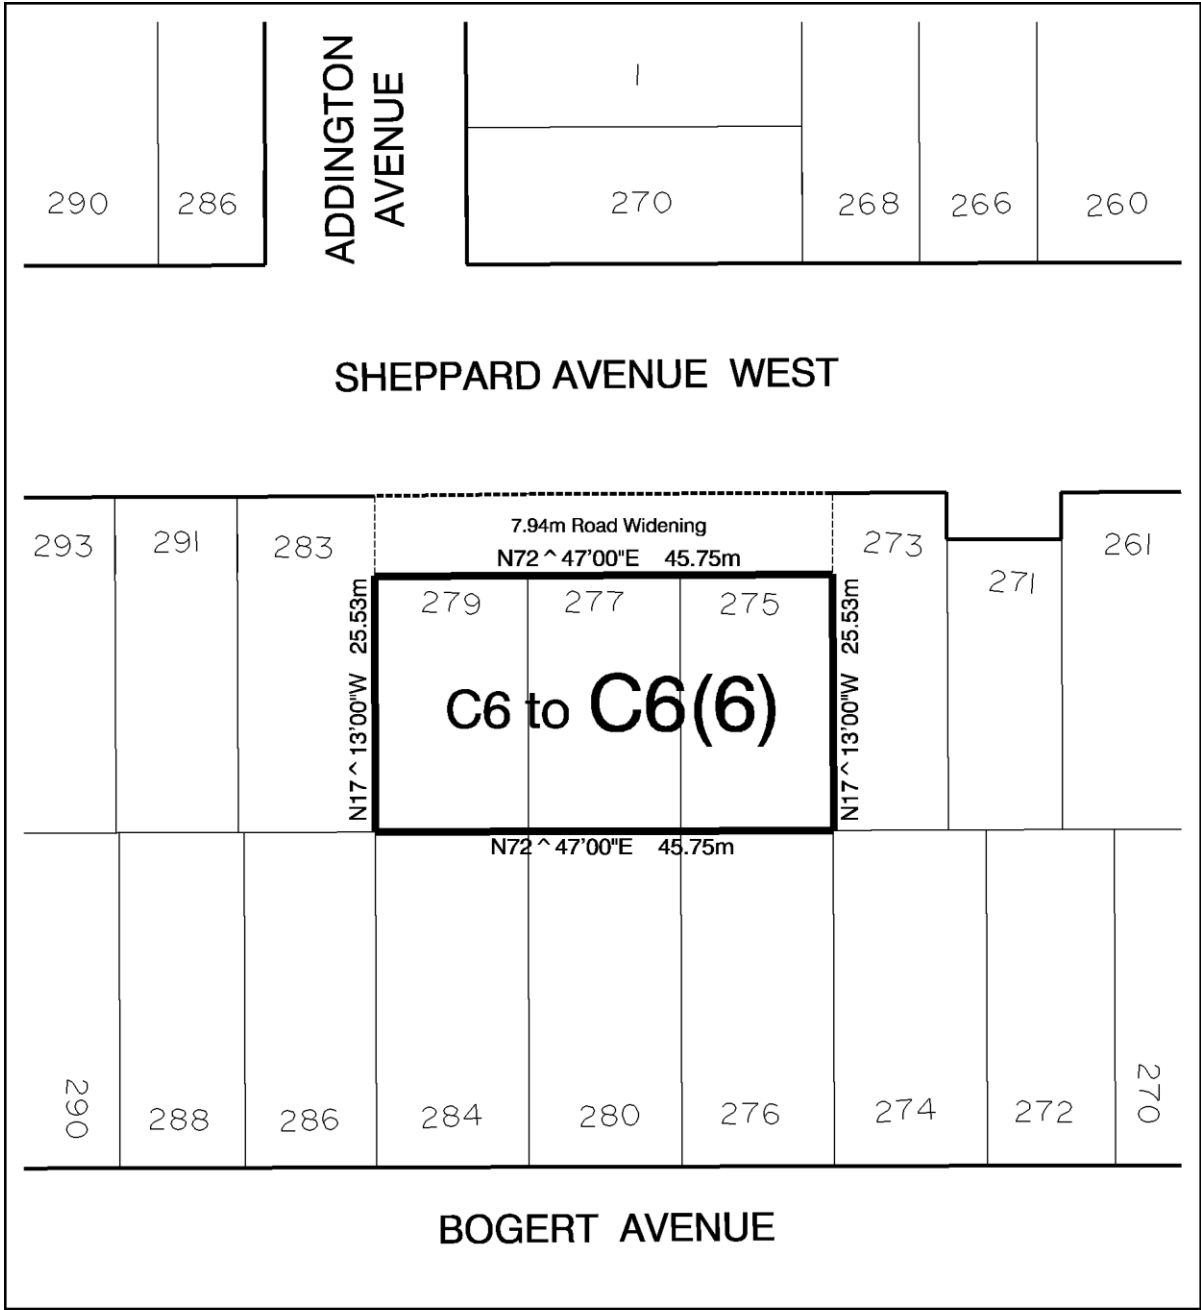 ADDINGTON
AVENUE
1
290
286
270
268
266
260
SHEPPARD AVENUE WEST
7.94m Road Widening
N72^47'00"E 45.75m
293
291
283
273
271
261
279
277
275
N17^13'00"W 25.53m
C6 to C6(6)
N17^13'00"W 25.53m
N72^47'00"E 45.75m
290
288
286
284
280
276
274
272
270
BOGERT AVENUE